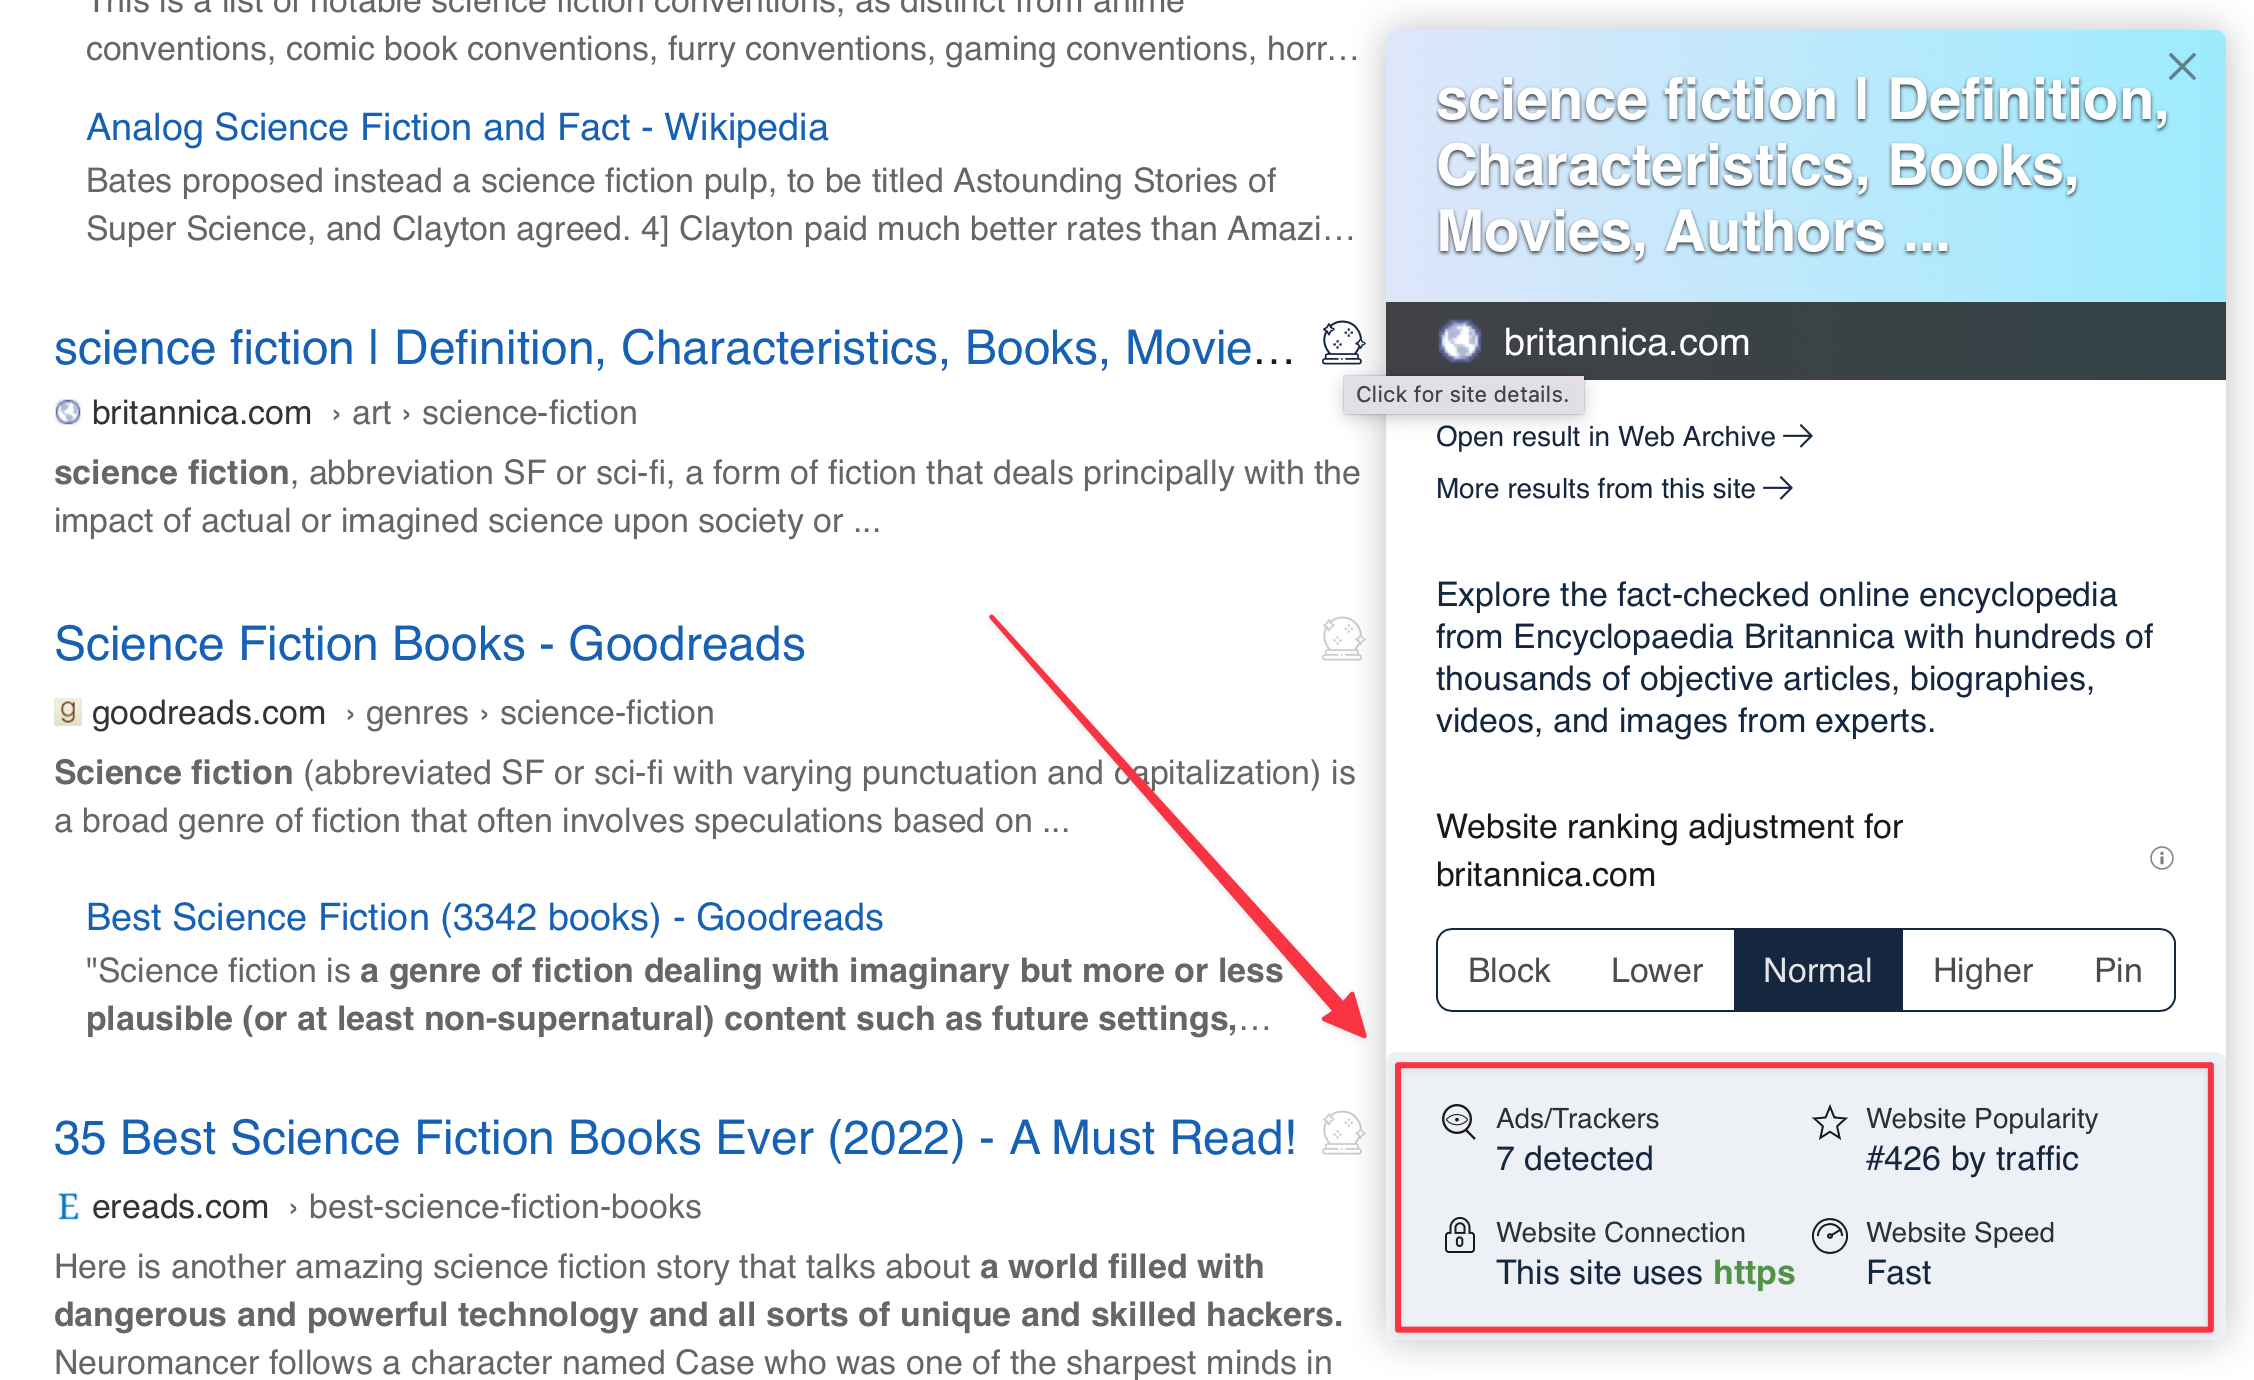 This is a list of notable science fiction conventions, as distinct from anime
conventions, comic book conventions, furry conventions, gaming conventions, horr...
Analog Science Fiction and Fact - Wikipedia
Bates proposed instead a science fiction pulp, to be titled Astounding Stories of
Super Science, and Clayton agreed. 4] Clayton paid much better rates than Amazi...
science fiction | Definition, Characteristics, Books, Movie...
britannica.com › art › science-fiction
science fiction, abbreviation SF or sci-fi, a form of fiction that deals principally with the
impact of actual or imagined science upon society or ...
Science Fiction Books - Goodreads
g goodreads.com › genres › science-fiction
Science fiction (abbreviated SF or sci-fi with varying punctuation and capitalization) is
a broad genre of fiction that often involves speculations based on ...
Best Science Fiction (3342 books) - Goodreads
"Science fiction is a genre of fiction dealing with imaginary but more or less
plausible (or at least non-supernatural) content such as future settings,...
35 Best Science Fiction Books Ever (2022) - A Must Read!
E ereads.com › best-science-fiction-books
Here is another amazing science fiction story that talks about a world filled with
dangerous and powerful technology and all sorts of unique and skilled hackers.
Neuromancer follows a character named Case who was one of the sharpest minds in
science fiction | Definition,
Characteristics, Books,
Movies, Authors ...
britannica.com
Click for site details.
Open result in Web Archive →
More results from this site →
Explore the fact-checked online encyclopedia
from Encyclopaedia Britannica with hundreds of
thousands of objective articles, biographies,
videos, and images from experts.
Website ranking adjustment for
britannica.com
Block Lower Normal Higher Pin
Ads/Trackers
7 detected
Website Popularity
#426 by traffic
Website Connection
This site uses https
Website Speed
Fast